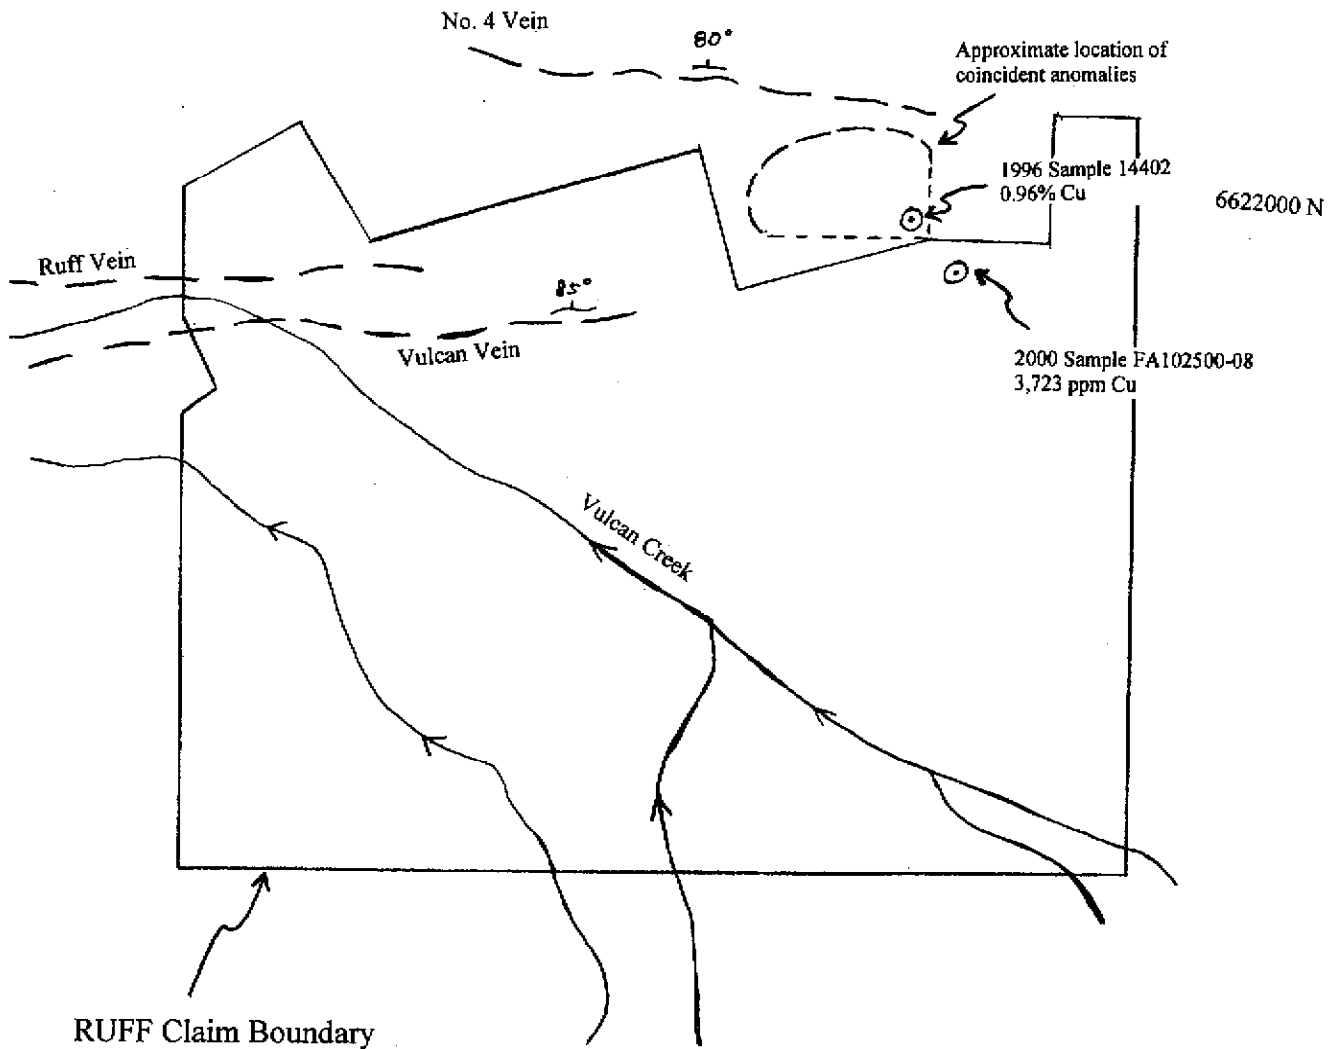 No. 4 Vein
80°
Approximate location of
coincident anomalies
1996 Sample 14402
0.96% Cu
6622000 N
Ruff Vein
85°
Vulcan Vein
2000 Sample FA102500-08
3,723 ppm Cu
Vulcan Creek
RUFF Claim Boundary